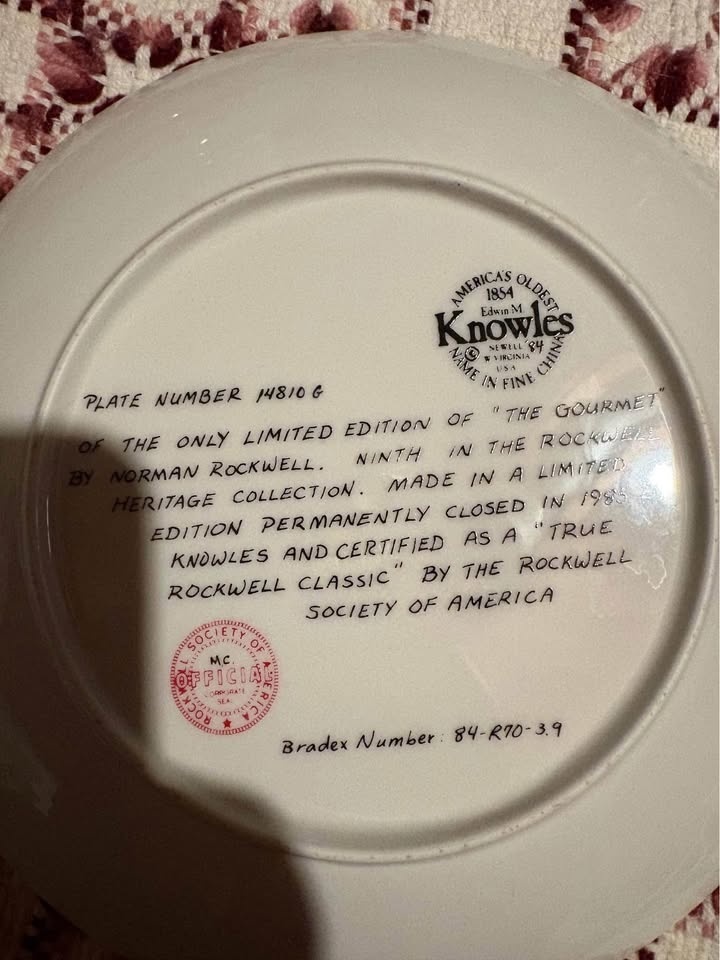 AMERICA'S OLDEST
1854
Edwin M
Knowles
© NEWELL '84
W VIRGINIA
USA
NAME IN FINE CHINA
PLATE NUMBER 14810 G
OF THE ONLY LIMITED EDITION OF "THE GOURMET"
BY NORMAN ROCKWELL. NINTH IN THE ROCKWELL
HERITAGE COLLECTION. MADE IN A LIMITED
EDITION PERMANENTLY CLOSED IN
KNOWLES AND CERTIFIED AS A "TRUE
ROCKWELL CLASSIC" BY THE ROCKWELL
SOCIETY OF AMERICA
ROCKWELL SOCIETY OF AMERICA
MC.
OFFICIAL
CORPORATE
SEAL
Bradex Number: 84-R70-3.9